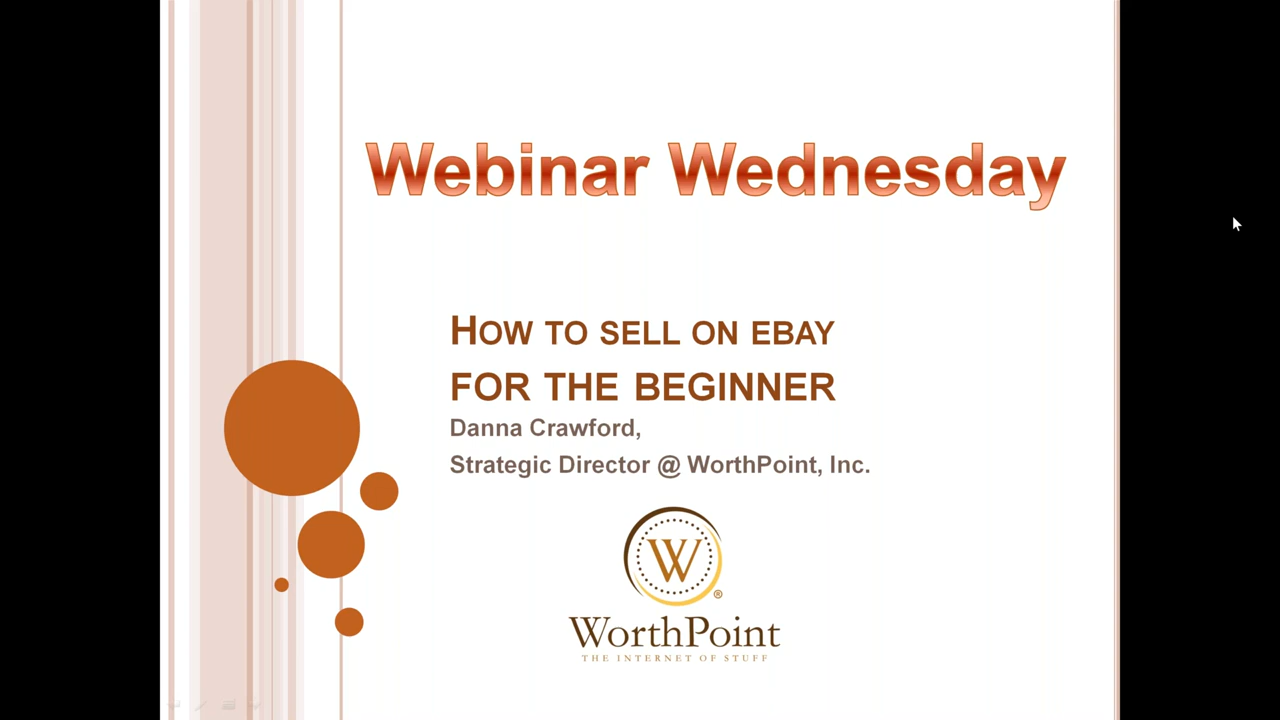 Webinar Wednesday
HOW TO SELL ON EBAY
FOR THE BEGINNER
Danna Crawford,
Strategic Director @ WorthPoint, Inc.
W
®
WorthPoint
THE INTERNET OF STUFF